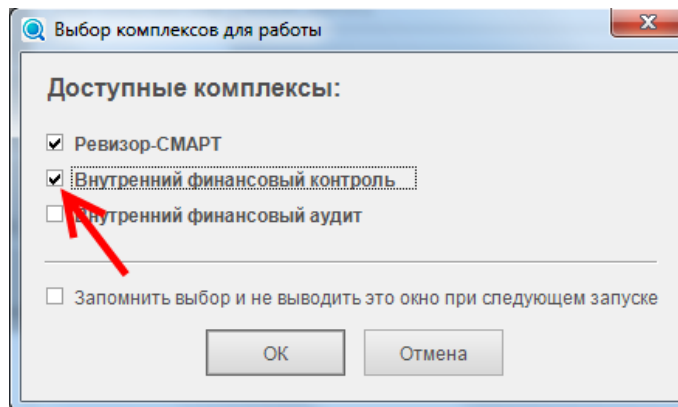 Выбор комплексов для работы
Доступные комплексы:
Ревизор-СМАРТ
Внутренний финансовый контроль
Внутренний финансовый аудит
Запомнить выбор и не выводить это окно при следующем запуске
ОК
Отмена